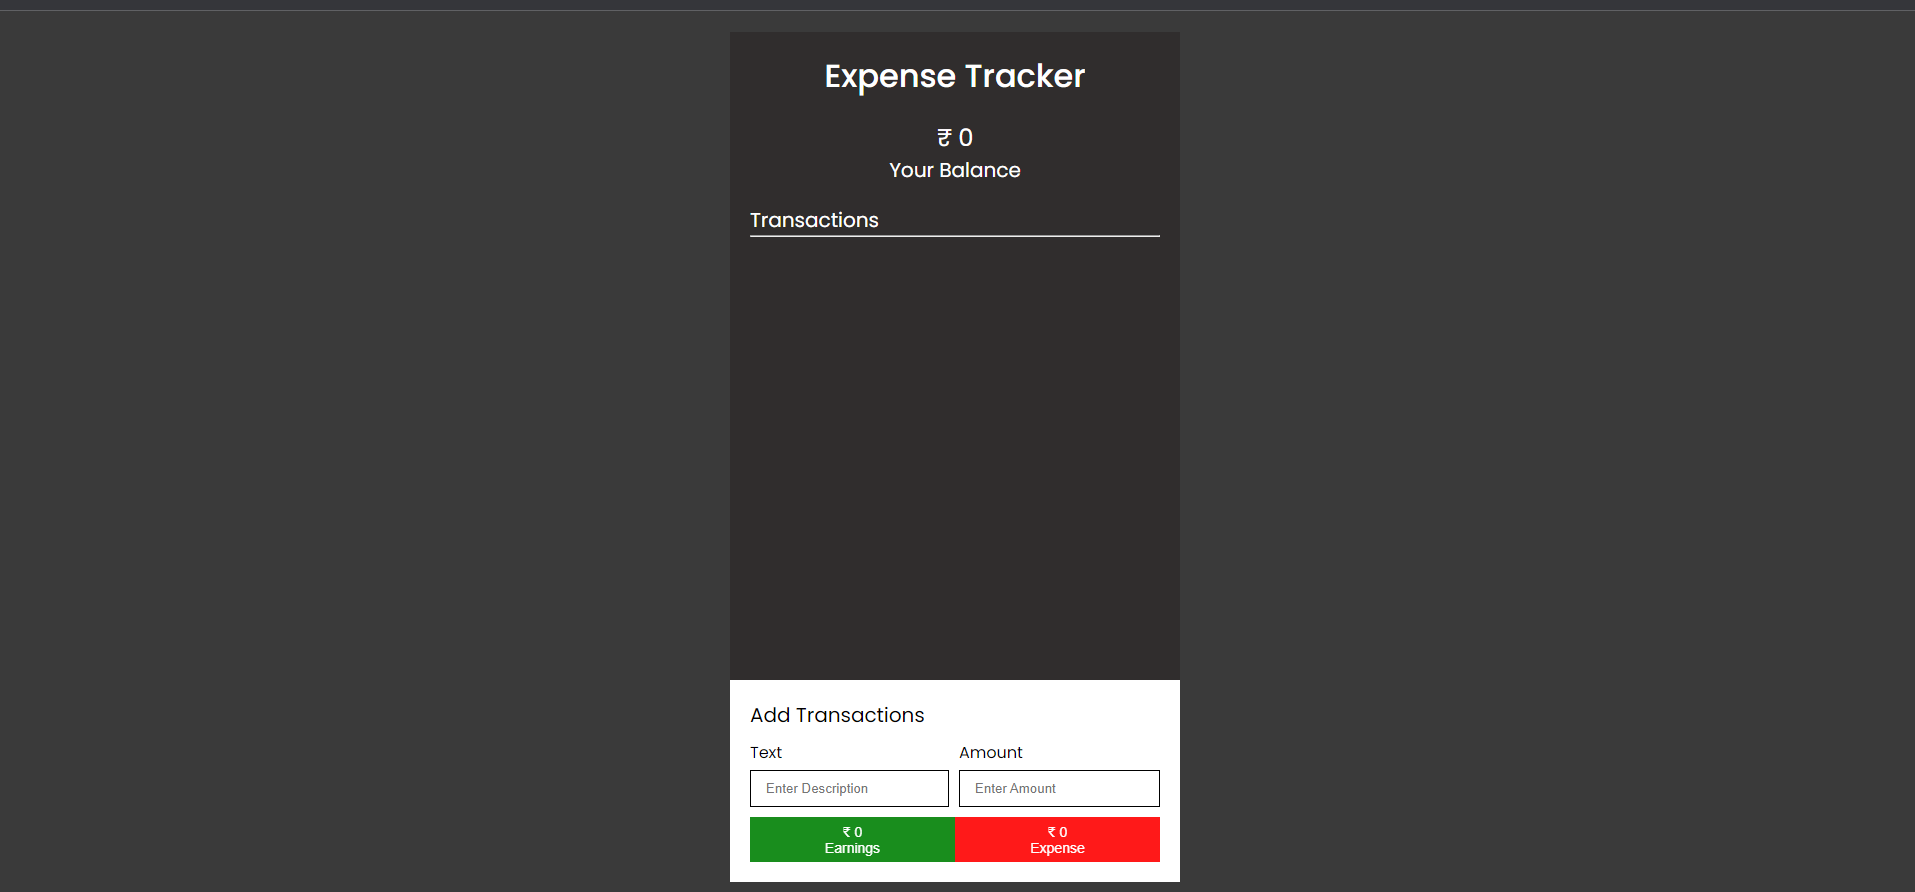 Expense Tracker
₹ 0
Your Balance
Transactions
Add Transactions
Text Amount
Enter Description Enter Amount
₹ 0 ₹ 0
Earnings Expense